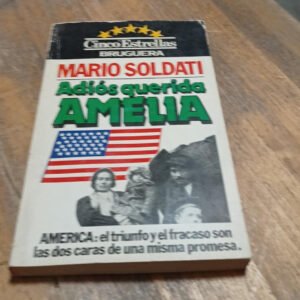 Cinco Estrellas
BRUGUERA
MARIO SOLDATI
Adiós querida
AMELIA
AMERICA: el triunfo y el fracaso son
las dos caras de una misma promesa.